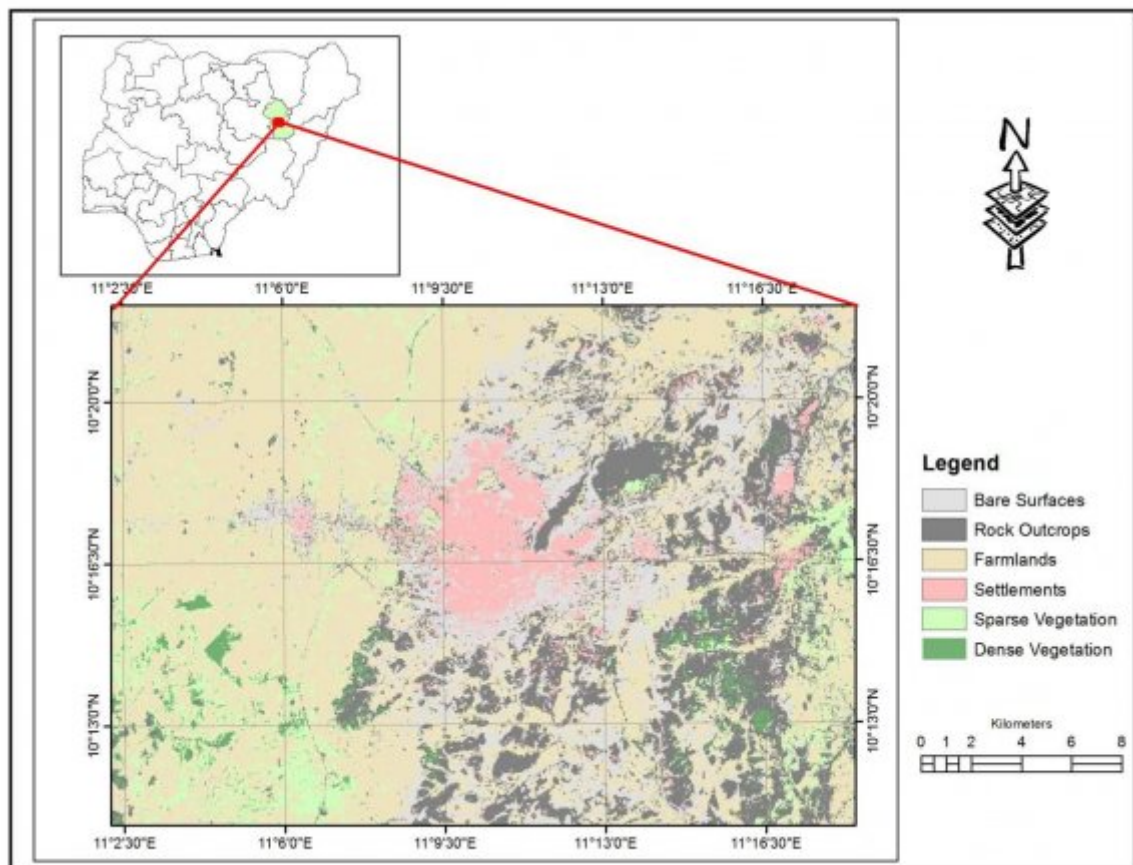 N
11°2'30"E 11°6'0"E 11°9'30"E 11°13'0"E 11°16'30"E
10°20'0"N
10°20'0"N
10°16'30"N
10°16'30"N
10°13'0"N
10°13'0"N
11°2'30"E 11°6'0"E 11°9'30"E 11°13'0"E 11°16'30"E
Legend
Bare Surfaces
Rock Outcrops
Farmlands
Settlements
Sparse Vegetation
Dense Vegetation
Kilometers
0 1 2 4 6 8